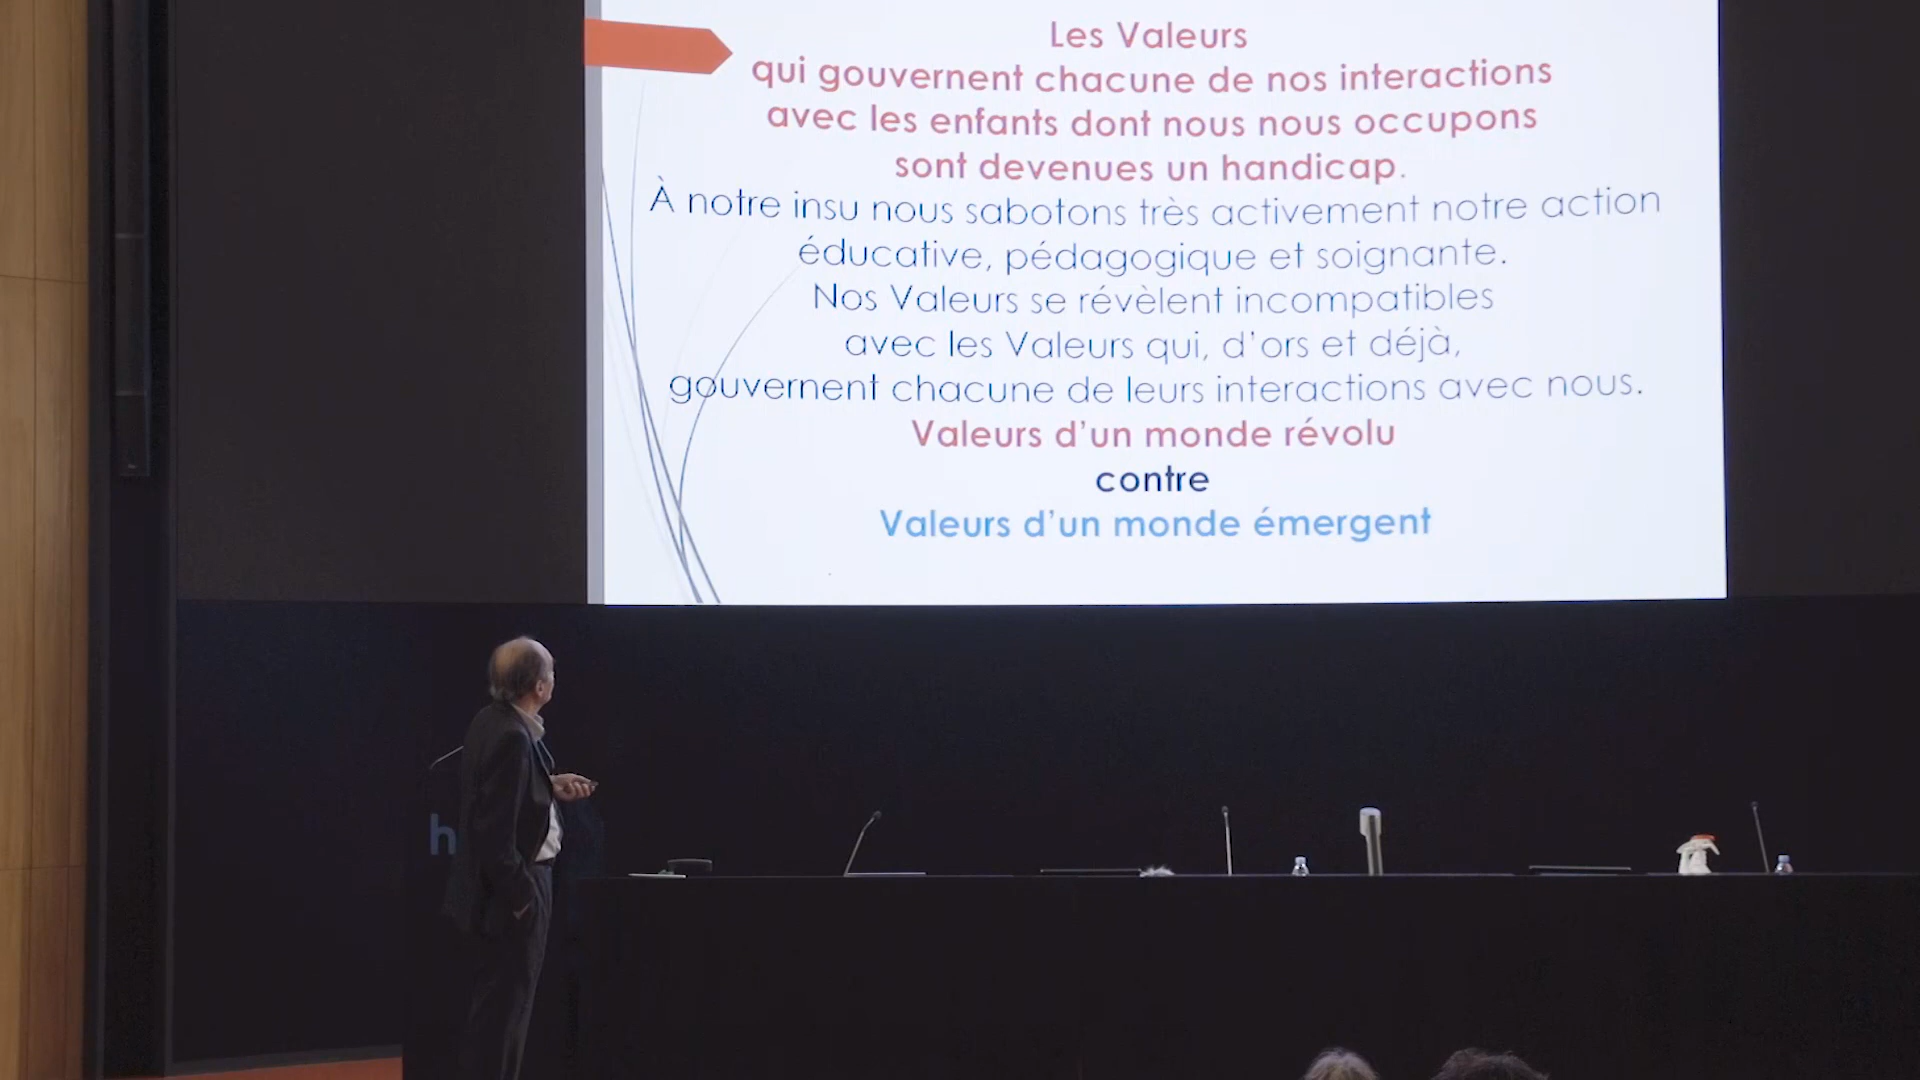 Les Valeurs
qui gouvernent chacune de nos interactions
avec les enfants dont nous nous occupons
sont devenues un handicap.
À notre insu nous sabotons très activement notre action
éducative, pédagogique et soignante.
Nos Valeurs se révèlent incompatibles
avec les Valeurs qui, d'ors et déjà,
gouvernent chacune de leurs interactions avec nous.
Valeurs d'un monde révolu
contre
Valeurs d'un monde émergent
h